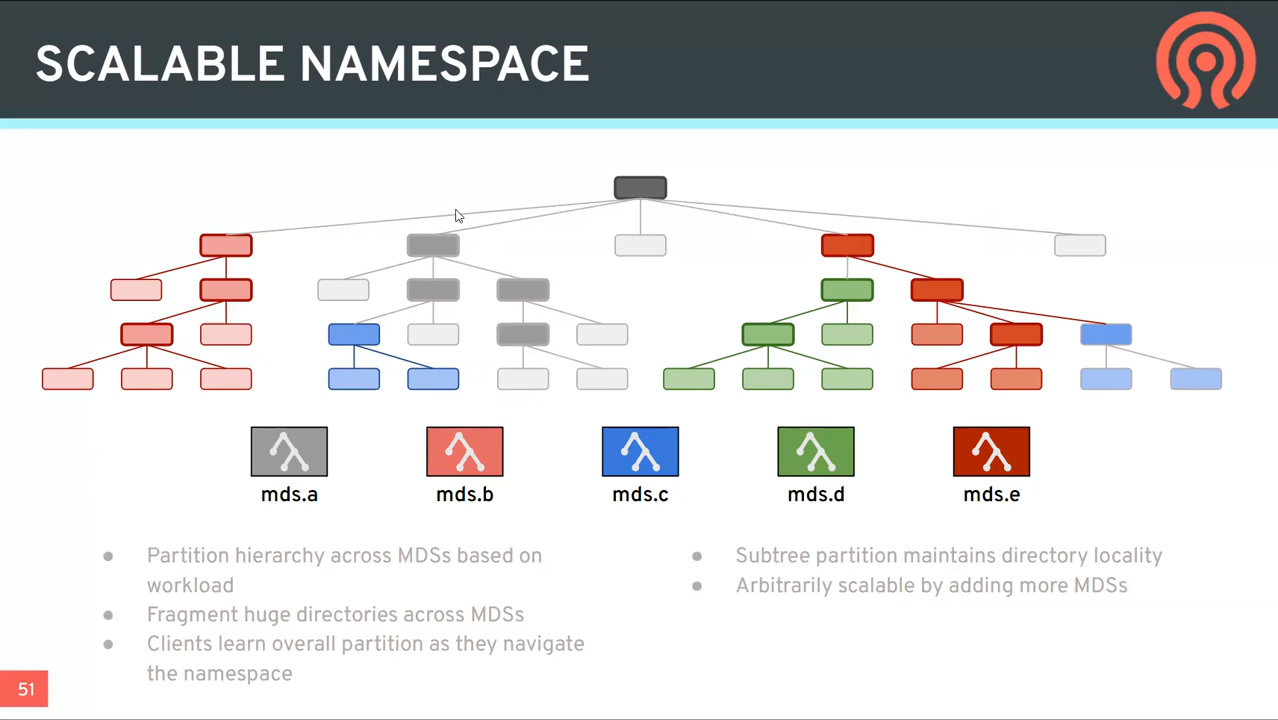 SCALABLE NAMESPACE
mds.a
mds.b
mds.c
mds.d
mds.e
● Partition hierarchy across MDSs based on
workload
● Fragment huge directories across MDSs
● Clients learn overall partition as they navigate
the namespace
● Subtree partition maintains directory locality
● Arbitrarily scalable by adding more MDSs
51